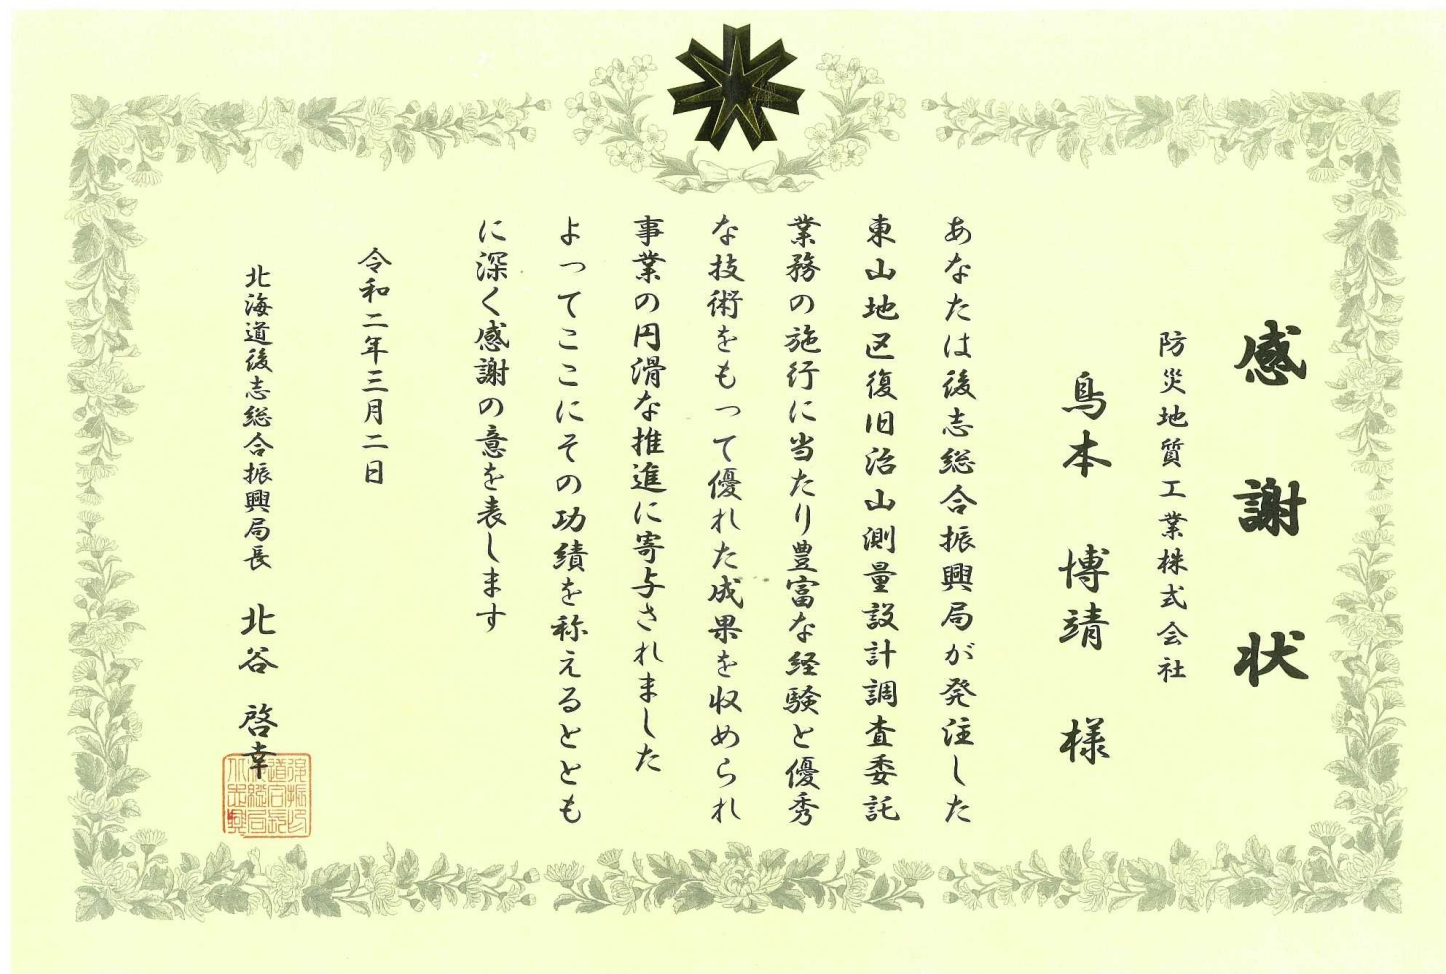 感謝状
防災地質工業株式会社
鳥本 博靖 様
あなたは後志総合振興局が発注した
東山地区復旧治山測量設計調査委託
業務の施行に当たり豊富な経験と優秀
な技術をもって優れた成果を収められ
事業の円滑な推進に寄与されました
よってここにその功績を称えるととも
に深く感謝の意を表します
令和二年三月二日
北海道後志総合振興局長 北谷 啓幸